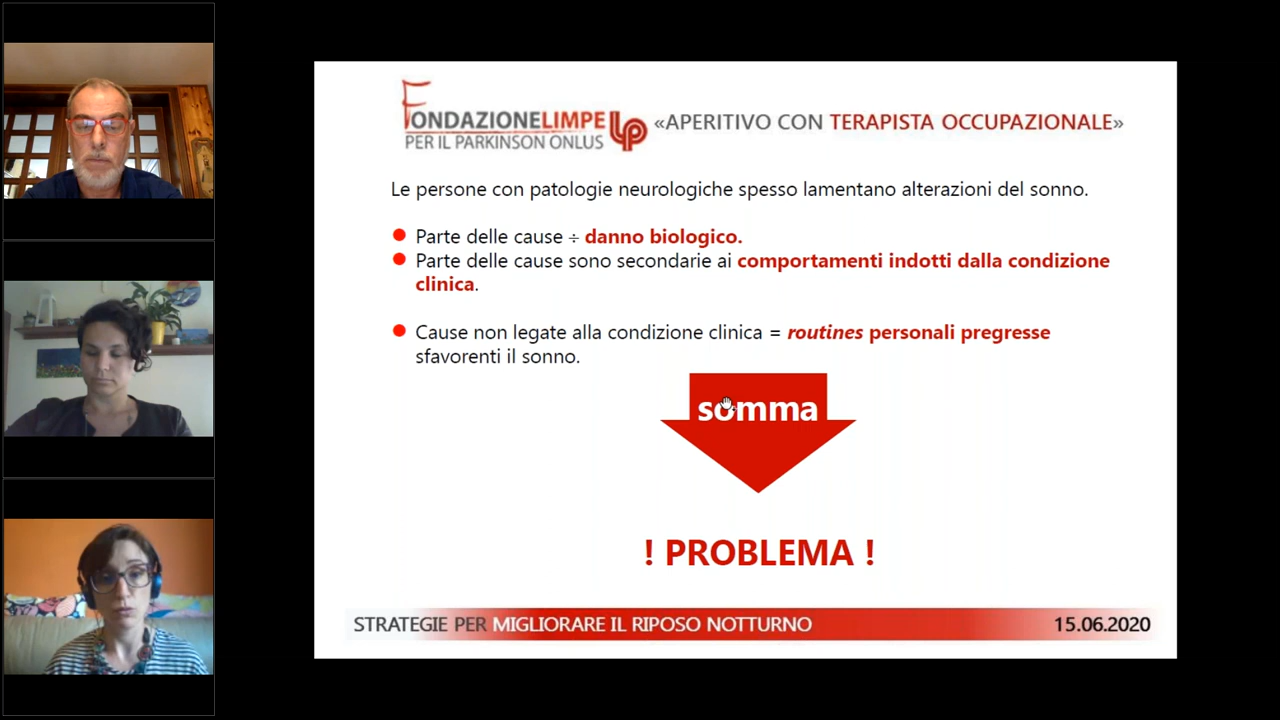 FONDAZIONELIMPE
PER IL PARKINSON ONLUS
«APERITIVO CON TERAPISTA OCCUPAZIONALE»
Le persone con patologie neurologiche spesso lamentano alterazioni del sonno.
Parte delle cause ÷ danno biologico.
Parte delle cause sono secondarie ai comportamenti indotti dalla condizione
clinica.
Cause non legate alla condizione clinica = routines personali pregresse
sfavorenti il sonno.
somma
! PROBLEMA !
STRATEGIE PER MIGLIORARE IL RIPOSO NOTTURNO
15.06.2020